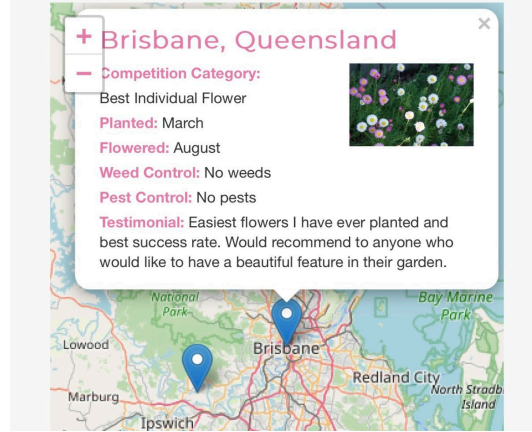 +
−
×
Brisbane, Queensland
Competition Category:
Best Individual Flower
Planted: March
Flowered: August
Weed Control: No weeds
Pest Control: No pests
Testimonial: Easiest flowers I have ever planted and
best success rate. Would recommend to anyone who
would like to have a beautiful feature in their garden.
National
Park
Bay Marine
Park
Lowood
Brisbane
Redland City
North Stradb
Island
Marburg
Ipswich